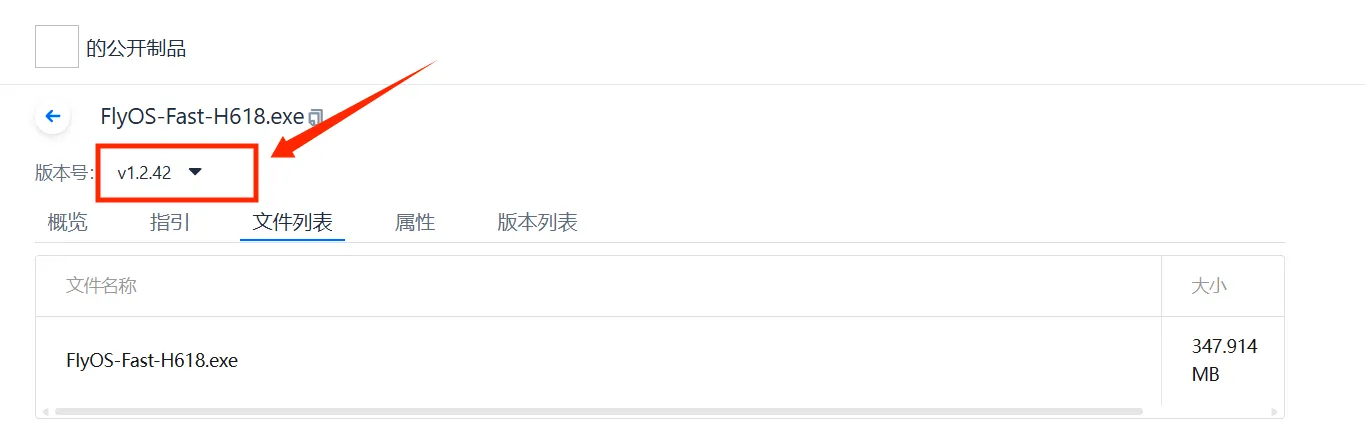 的公开制品
FlyOS-Fast-H618.exe
版本号: v1.2.42
概览 指引 文件列表 属性 版本列表
文件名称 大小
FlyOS-Fast-H618.exe 347.914 MB